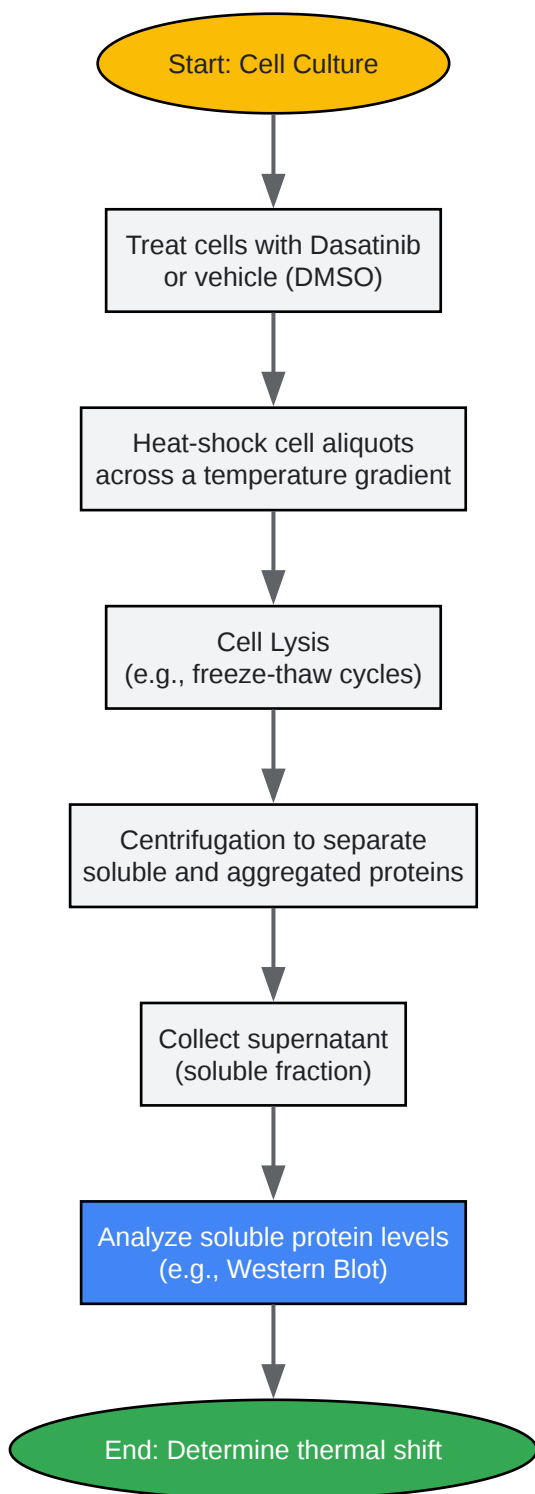 Start: Cell Culture
Treat cells with Dasatinib
or vehicle (DMSO)
Heat-shock cell aliquots
across a temperature gradient
Cell Lysis
(e.g., freeze-thaw cycles)
Centrifugation to separate
soluble and aggregated proteins
Collect supernatant
(soluble fraction)
Analyze soluble protein levels
(e.g., Western Blot)
End: Determine thermal shift